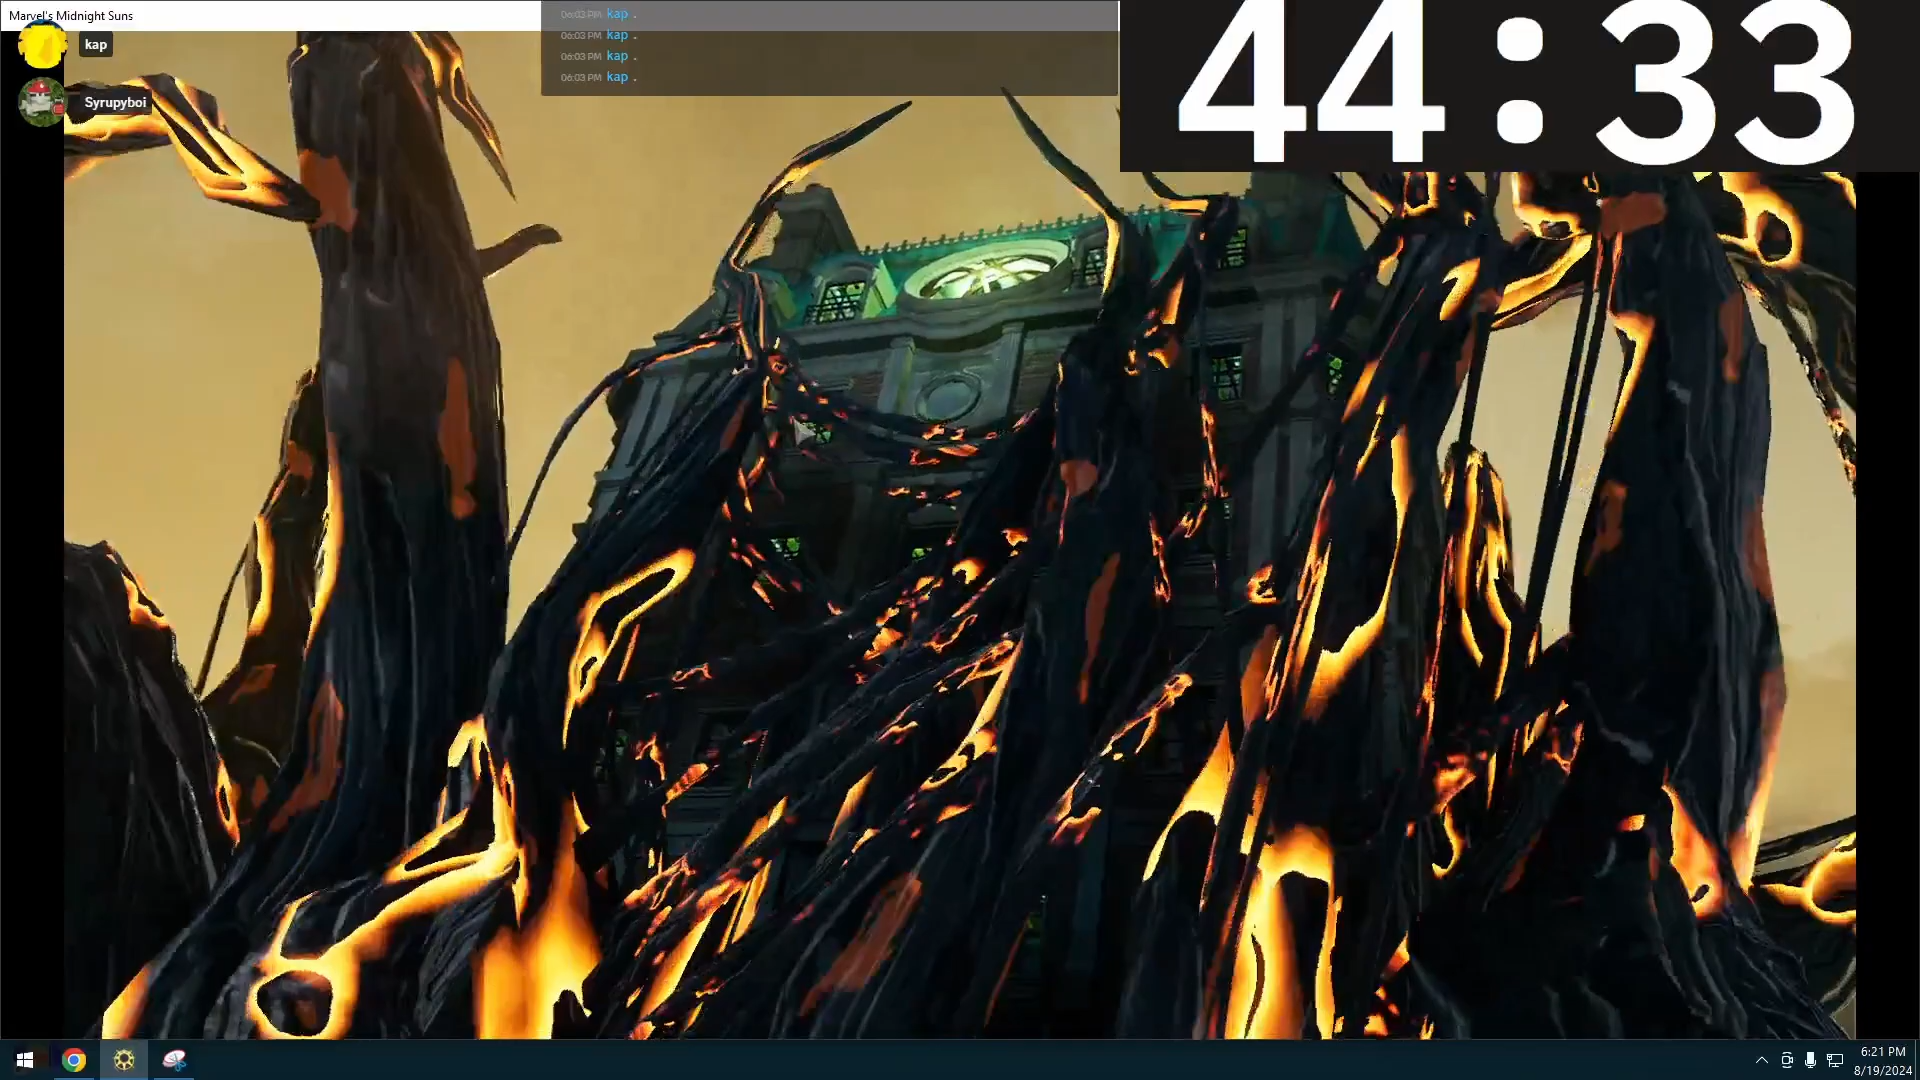 Marvel's Midnight Suns
kap
Syrupyboi
06:03 PM kap .
06:03 PM kap .
06:03 PM kap .
06:03 PM kap .
44:33
6:21 PM
8/19/2024